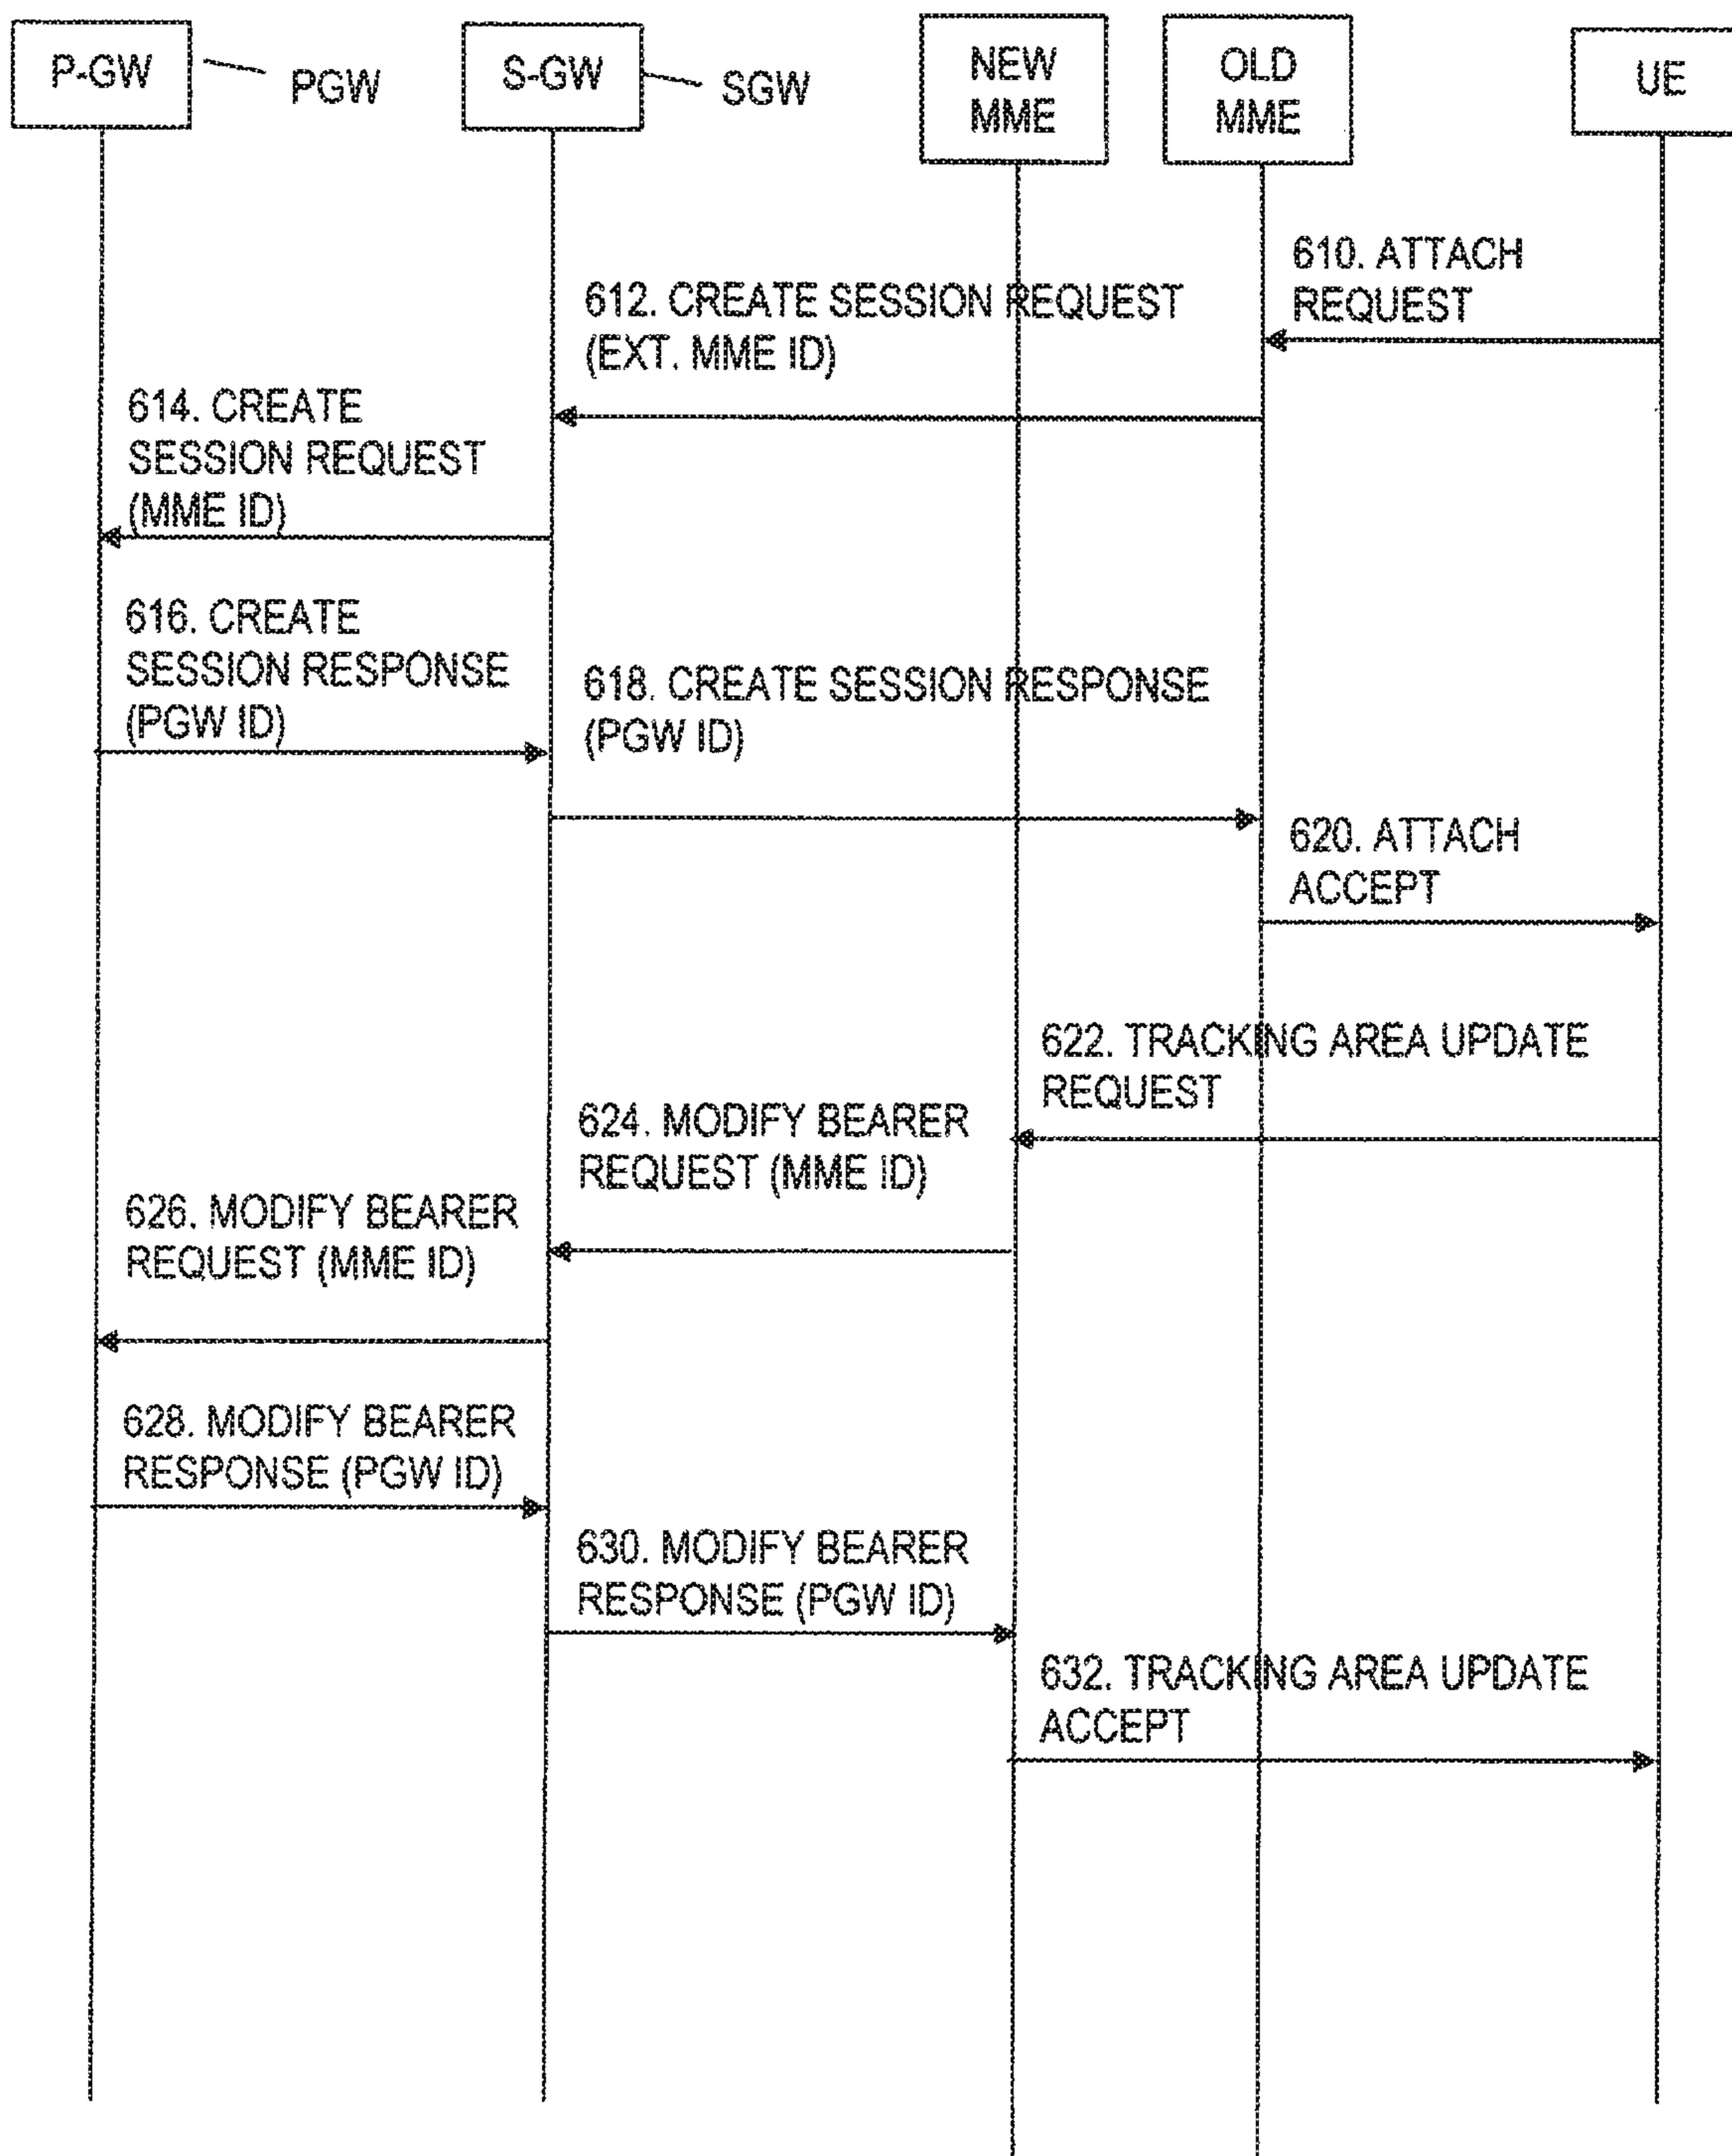 P-GW
PGW
S-GW
SGW
NEW
MME
OLD
MME
UE
610. ATTACH
REQUEST
612. CREATE SESSION REQUEST
(EXT. MME ID)
614. CREATE
SESSION REQUEST
(MME ID)
616. CREATE
SESSION RESPONSE
(PGW ID)
618. CREATE SESSION RESPONSE
(PGW ID)
620. ATTACH
ACCEPT
622. TRACKING AREA UPDATE
REQUEST
624. MODIFY BEARER
REQUEST (MME ID)
626. MODIFY BEARER
REQUEST (MME ID)
628. MODIFY BEARER
RESPONSE (PGW ID)
630. MODIFY BEARER
RESPONSE (PGW ID)
632. TRACKING AREA UPDATE
ACCEPT